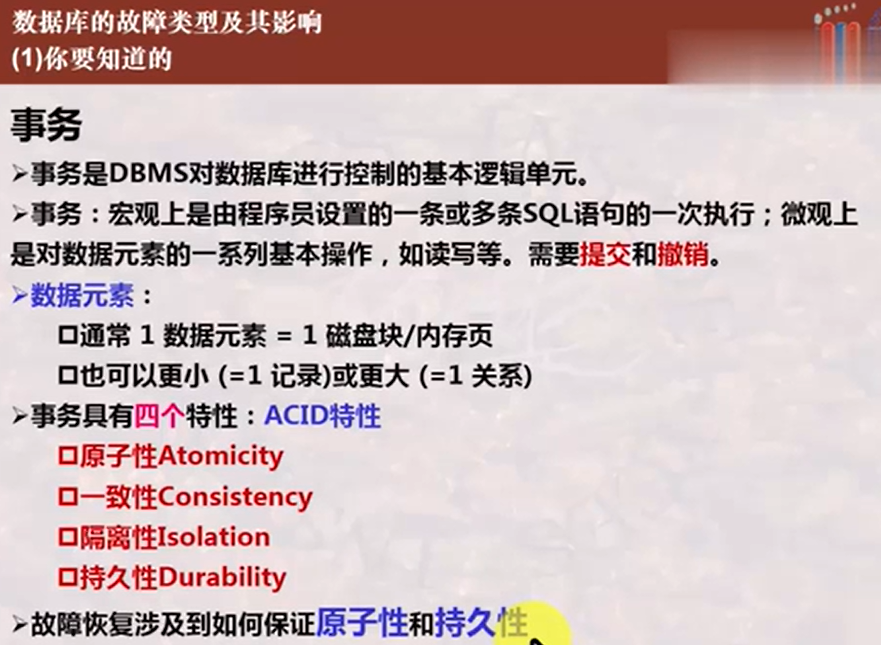 数据库的故障类型及其影响
(1)你要知道的
事务
➢事务是DBMS对数据库进行控制的基本逻辑单元。
➢事务：宏观上是由程序员设置的一条或多条SQL语句的一次执行；微观上
是对数据元素的一系列基本操作，如读写等。需要提交和撤销。
➢数据元素：
❑通常 1 数据元素 = 1 磁盘块/内存页
❑也可以更小 (=1 记录)或更大 (=1 关系)
➢事务具有四个特性：ACID特性
❑原子性Atomicity
❑一致性Consistency
❑隔离性Isolation
❑持久性Durability
➢故障恢复涉及到如何保证原子性和持久性